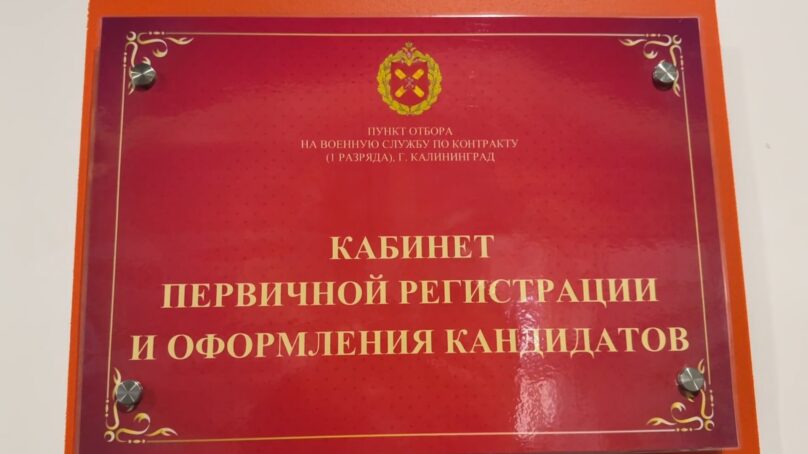 ПУНКТ ОТБОРА
НА ВОЕННУЮ СЛУЖБУ ПО КОНТРАКТУ
(1 РАЗРЯДА), Г. КАЛИНИНГРАД
КАБИНЕТ
ПЕРВИЧНОЙ РЕГИСТРАЦИИ
И ОФОРМЛЕНИЯ КАНДИДАТОВ